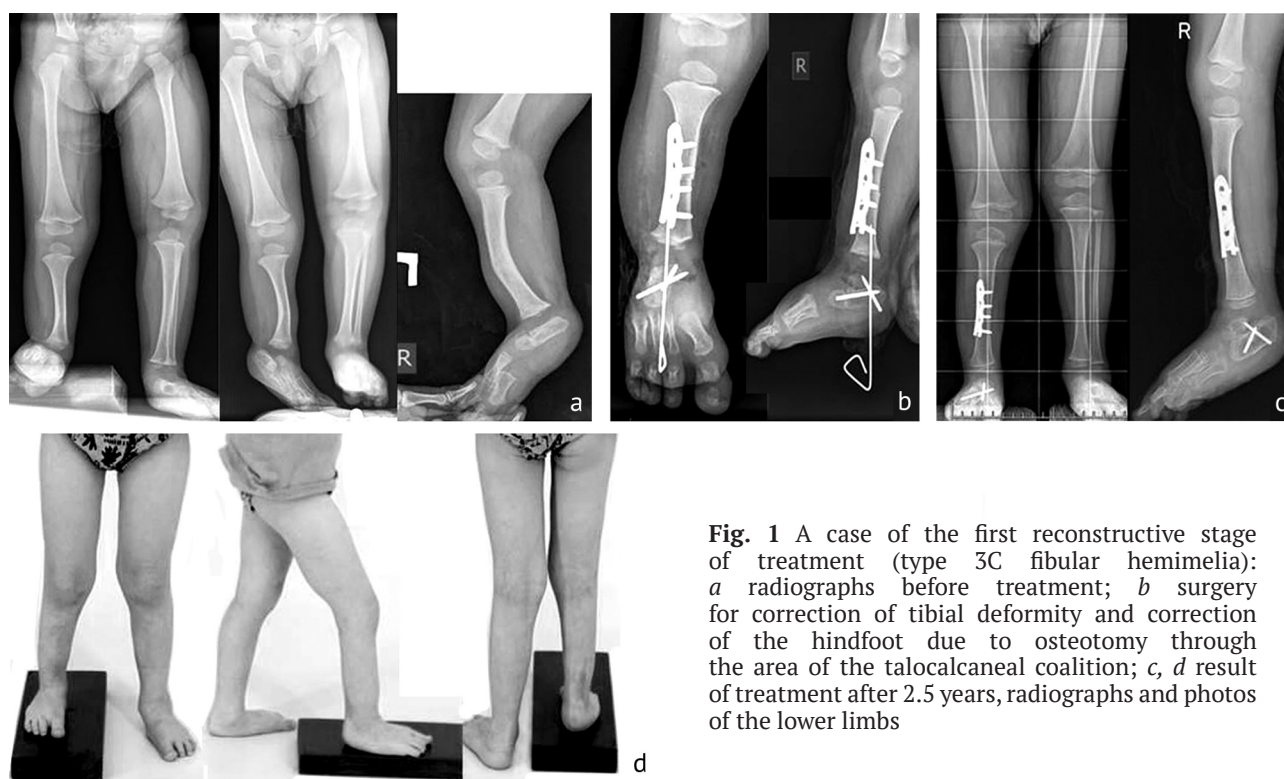 R
R
R
a
b
c
d
Fig. 1 A case of the first reconstructive stage
of treatment (type 3C fibular hemimelia):
a radiographs before treatment; b surgery
for correction of tibial deformity and correction
of the hindfoot due to osteotomy through
the area of the talocalcaneal coalition; c, d result
of treatment after 2.5 years, radiographs and photos
of the lower limbs